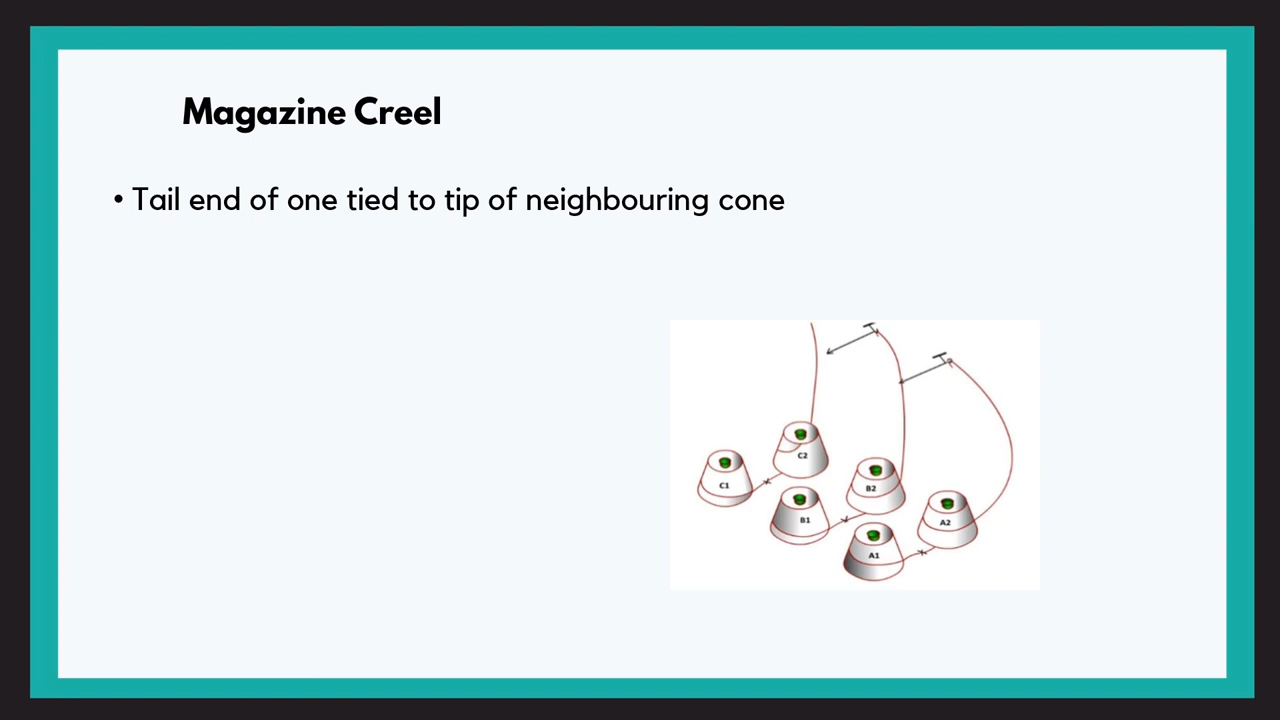 Magazine Creel
• Tail end of one tied to tip of neighbouring cone
C2
C1
B2
B1
A2
A1